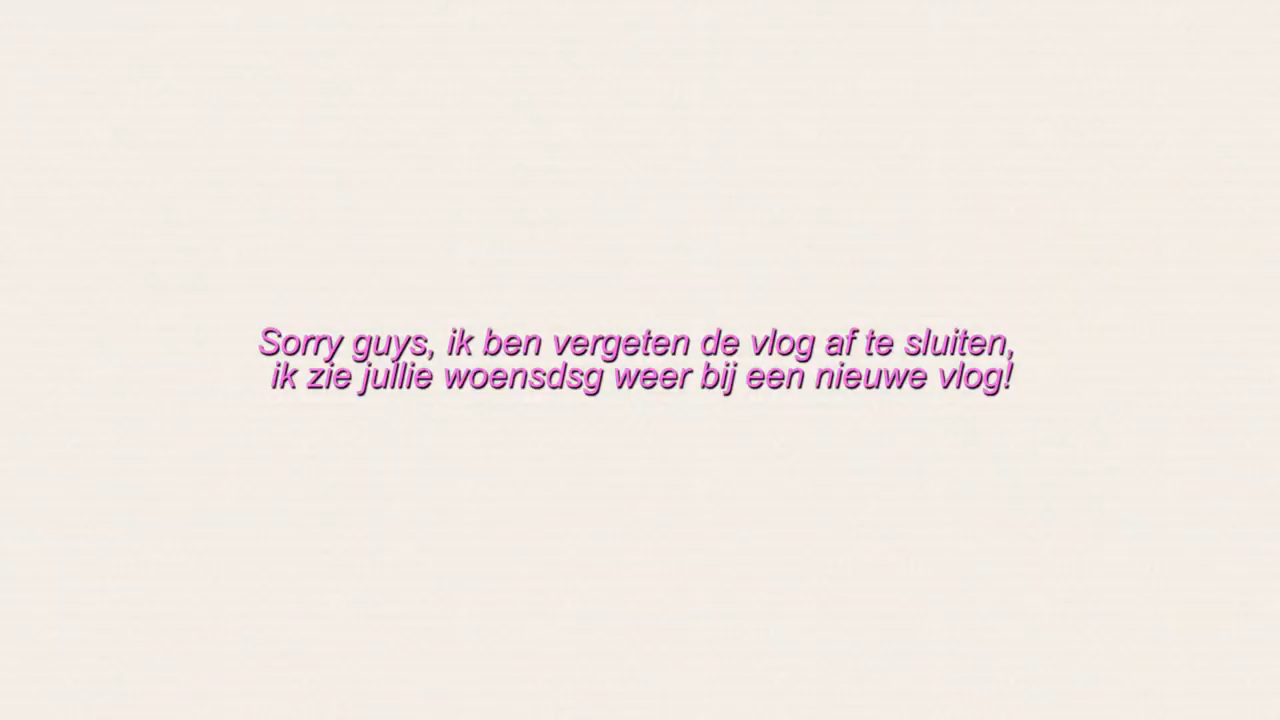 Sorry guys, ik ben vergeten de vlog af te sluiten,
ik zie jullie woensdsg weer bij een nieuwe vlog!